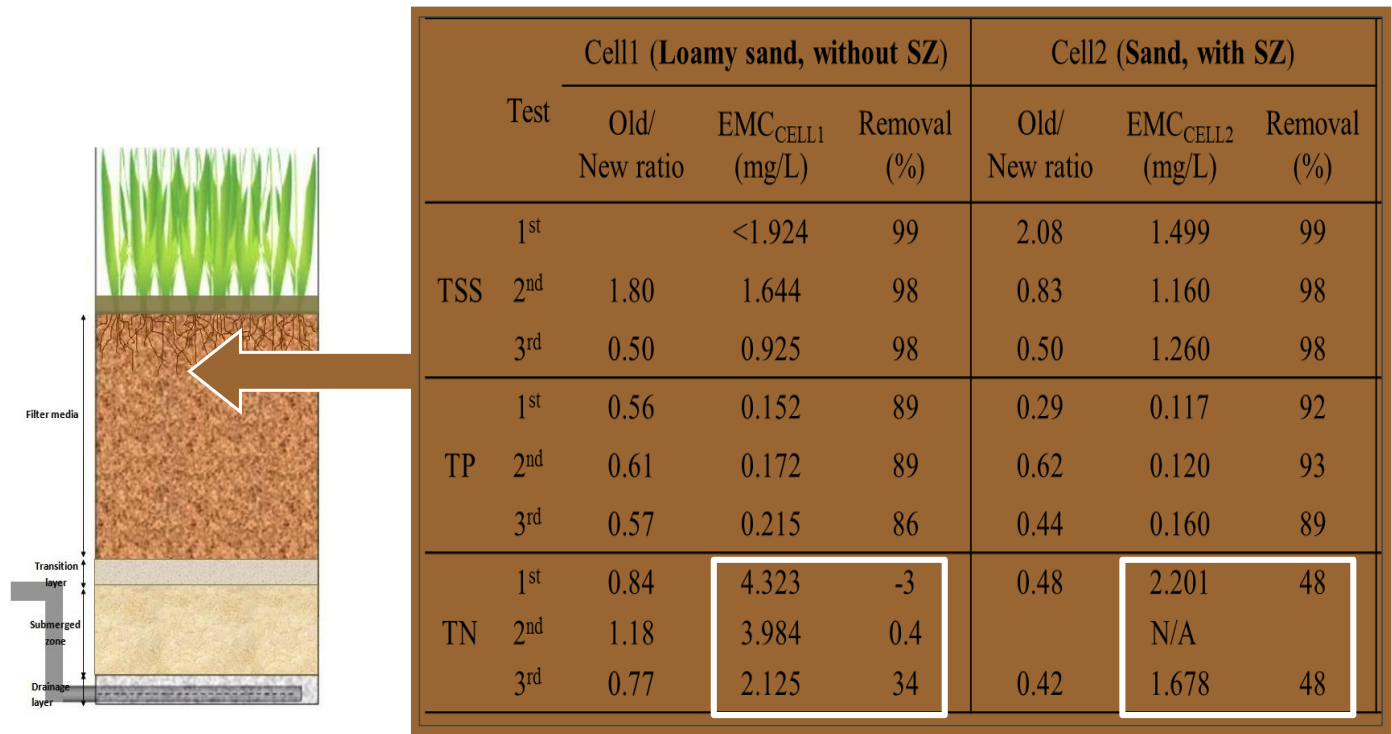 Filter media
Transition
layer
Submerged
zone
Drainage
layer
Cell1 (Loamy sand, without SZ) Cell2 (Sand, with SZ)
Test Old/ EMCCELL1 Removal Old/ EMCCELL2 Removal
New ratio (mg/L) (%) New ratio (mg/L) (%)
1st <1.924 99 2.08 1.499 99
TSS 2nd 1.80 1.644 98 0.83 1.160 98
3rd 0.50 0.925 98 0.50 1.260 98
1st 0.56 0.152 89 0.29 0.117 92
TP 2nd 0.61 0.172 89 0.62 0.120 93
3rd 0.57 0.215 86 0.44 0.160 89
1st 0.84 4.323 -3 0.48 2.201 48
TN 2nd 1.18 3.984 0.4 N/A
3rd 0.77 2.125 34 0.42 1.678 48